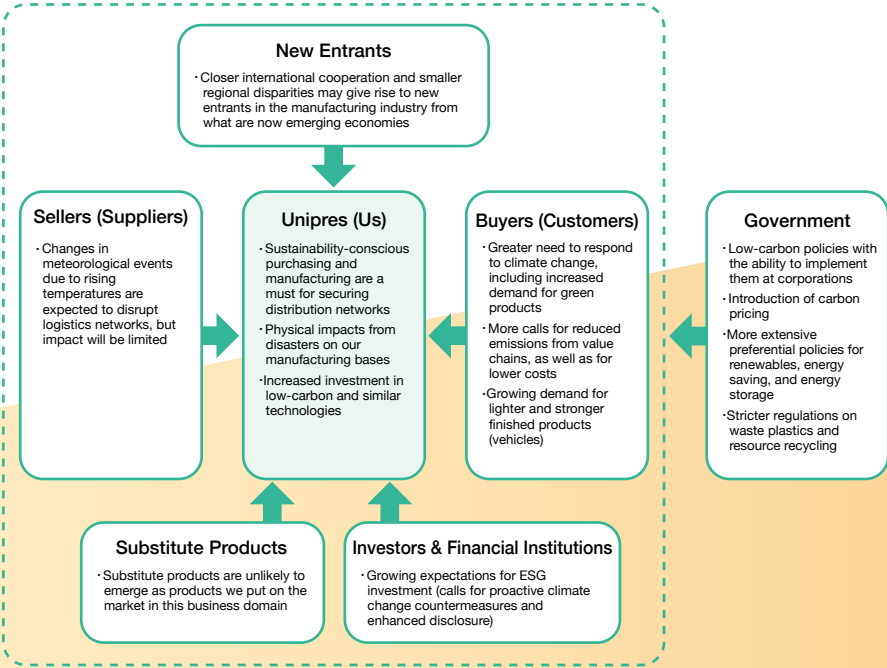 New Entrants
・Closer international cooperation and smaller
regional disparities may give rise to new
entrants in the manufacturing industry from
what are now emerging economies
Sellers (Suppliers)
・Changes in
meteorological events
due to rising
temperatures are
expected to disrupt
logistics networks, but
impact will be limited
Unipres (Us)
・Sustainability-conscious
purchasing and
manufacturing are a
must for securing
distribution networks
・Physical impacts from
disasters on our
manufacturing bases
・Increased investment in
low-carbon and similar
technologies
Buyers (Customers)
・Greater need to respond
to climate change,
including increased
demand for green
products
・More calls for reduced
emissions from value
chains, as well as for
lower costs
・Growing demand for
lighter and stronger
finished products
(vehicles)
Government
・Low-carbon policies with
the ability to implement
them at corporations
・Introduction of carbon
pricing
・More extensive
preferential policies for
renewables, energy
saving, and energy
storage
・Stricter regulations on
waste plastics and
resource recycling
Substitute Products
・Substitute products are unlikely to
emerge as products we put on the
market in this business domain
Investors & Financial Institutions
・Growing expectations for ESG
investment (calls for proactive climate
change countermeasures and
enhanced disclosure)